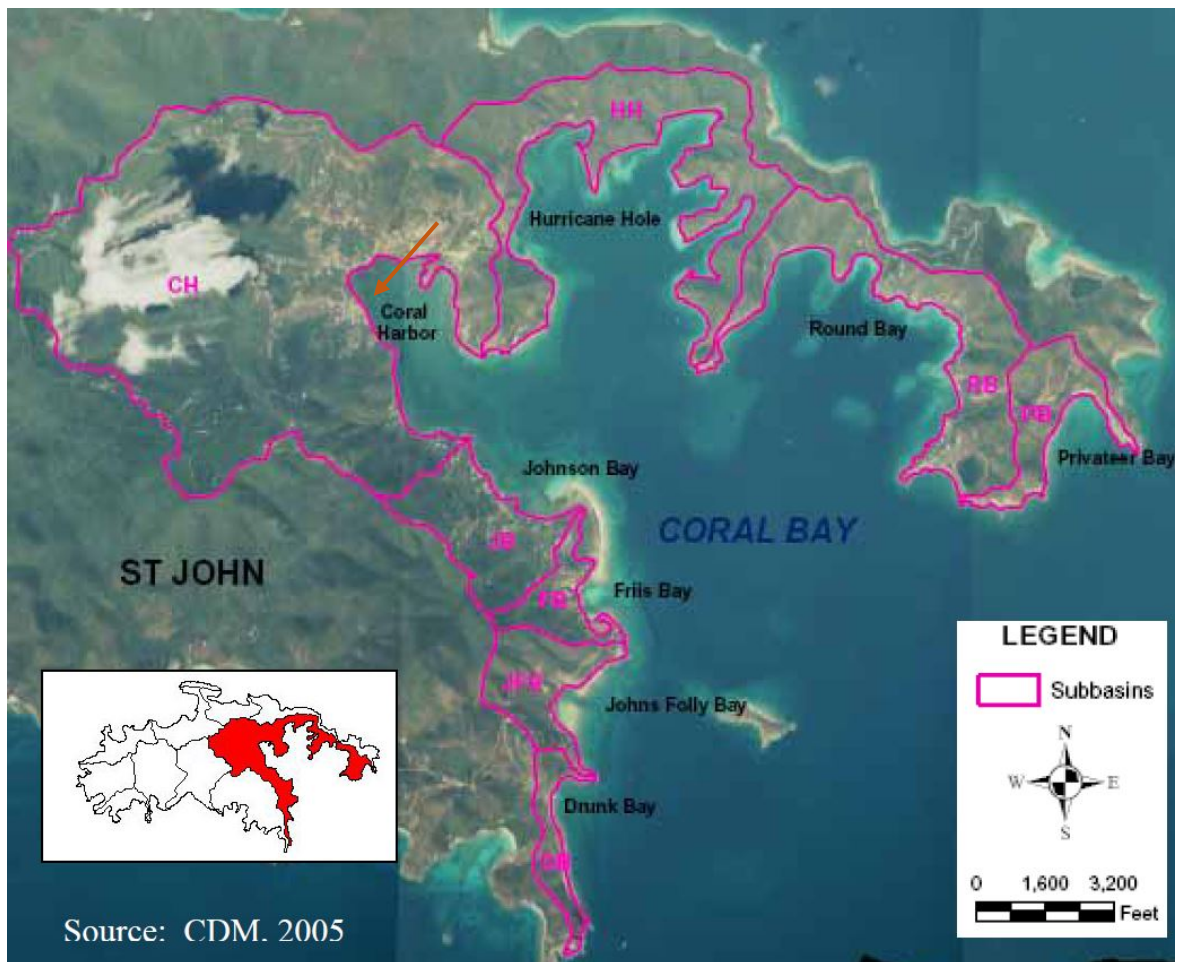 HH
Hurricane Hole
CH
Coral
Harbor
Round Bay
RB
PB
Privateer Bay
Johnson Bay
CORAL BAY
JB
ST JOHN
Friis Bay
FB
JFB
Johns Folly Bay
Drunk Bay
DB
LEGEND
Subbasins
N
W
E
S
0 1,600 3,200
Feet
Source: CDM, 2005